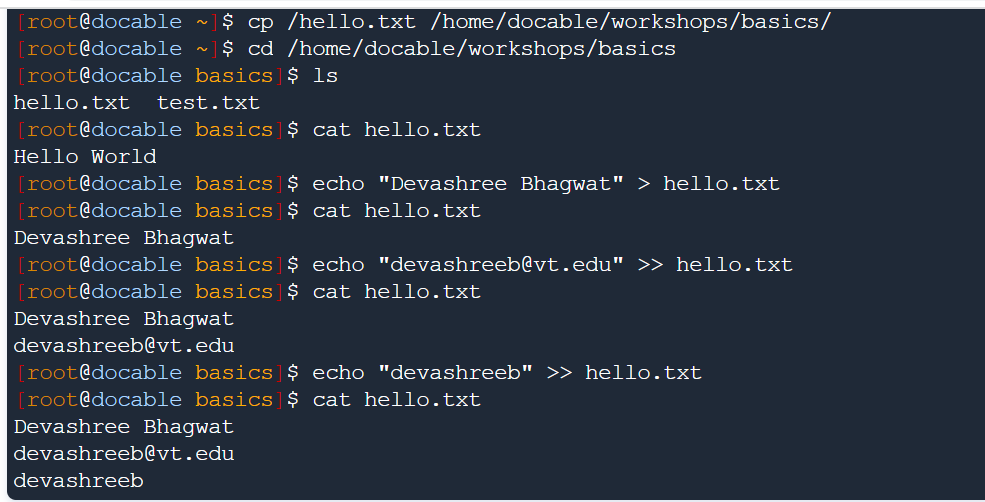 [root@docable ~]$ cp /hello.txt /home/docable/workshops/basics/
[root@docable ~]$ cd /home/docable/workshops/basics
[root@docable basics]$ ls
hello.txt  test.txt
[root@docable basics]$ cat hello.txt
Hello World
[root@docable basics]$ echo "Devashree Bhagwat" > hello.txt
[root@docable basics]$ cat hello.txt
Devashree Bhagwat
[root@docable basics]$ echo "devashreeb@vt.edu" >> hello.txt
[root@docable basics]$ cat hello.txt
Devashree Bhagwat
devashreeb@vt.edu
[root@docable basics]$ echo "devashreeb" >> hello.txt
[root@docable basics]$ cat hello.txt
Devashree Bhagwat
devashreeb@vt.edu
devashreeb